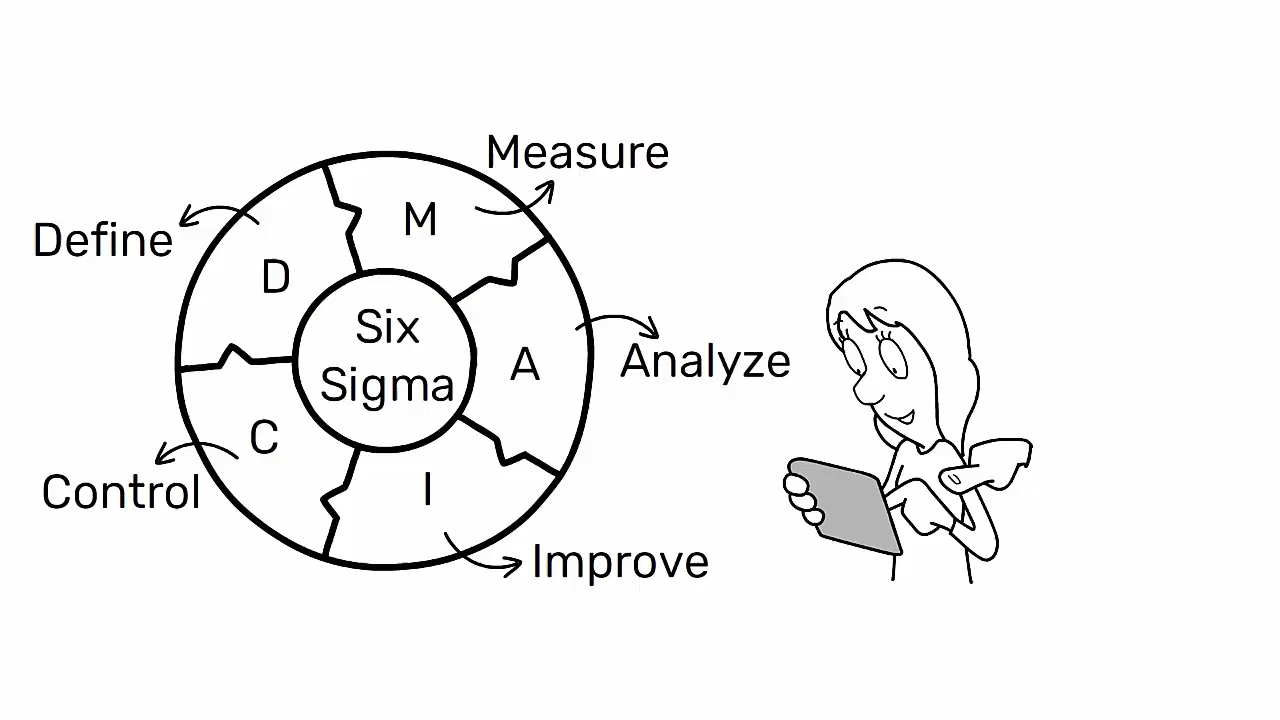 Measure
M
Define
D
Six
Sigma
A
Analyze
C
Control
I
Improve